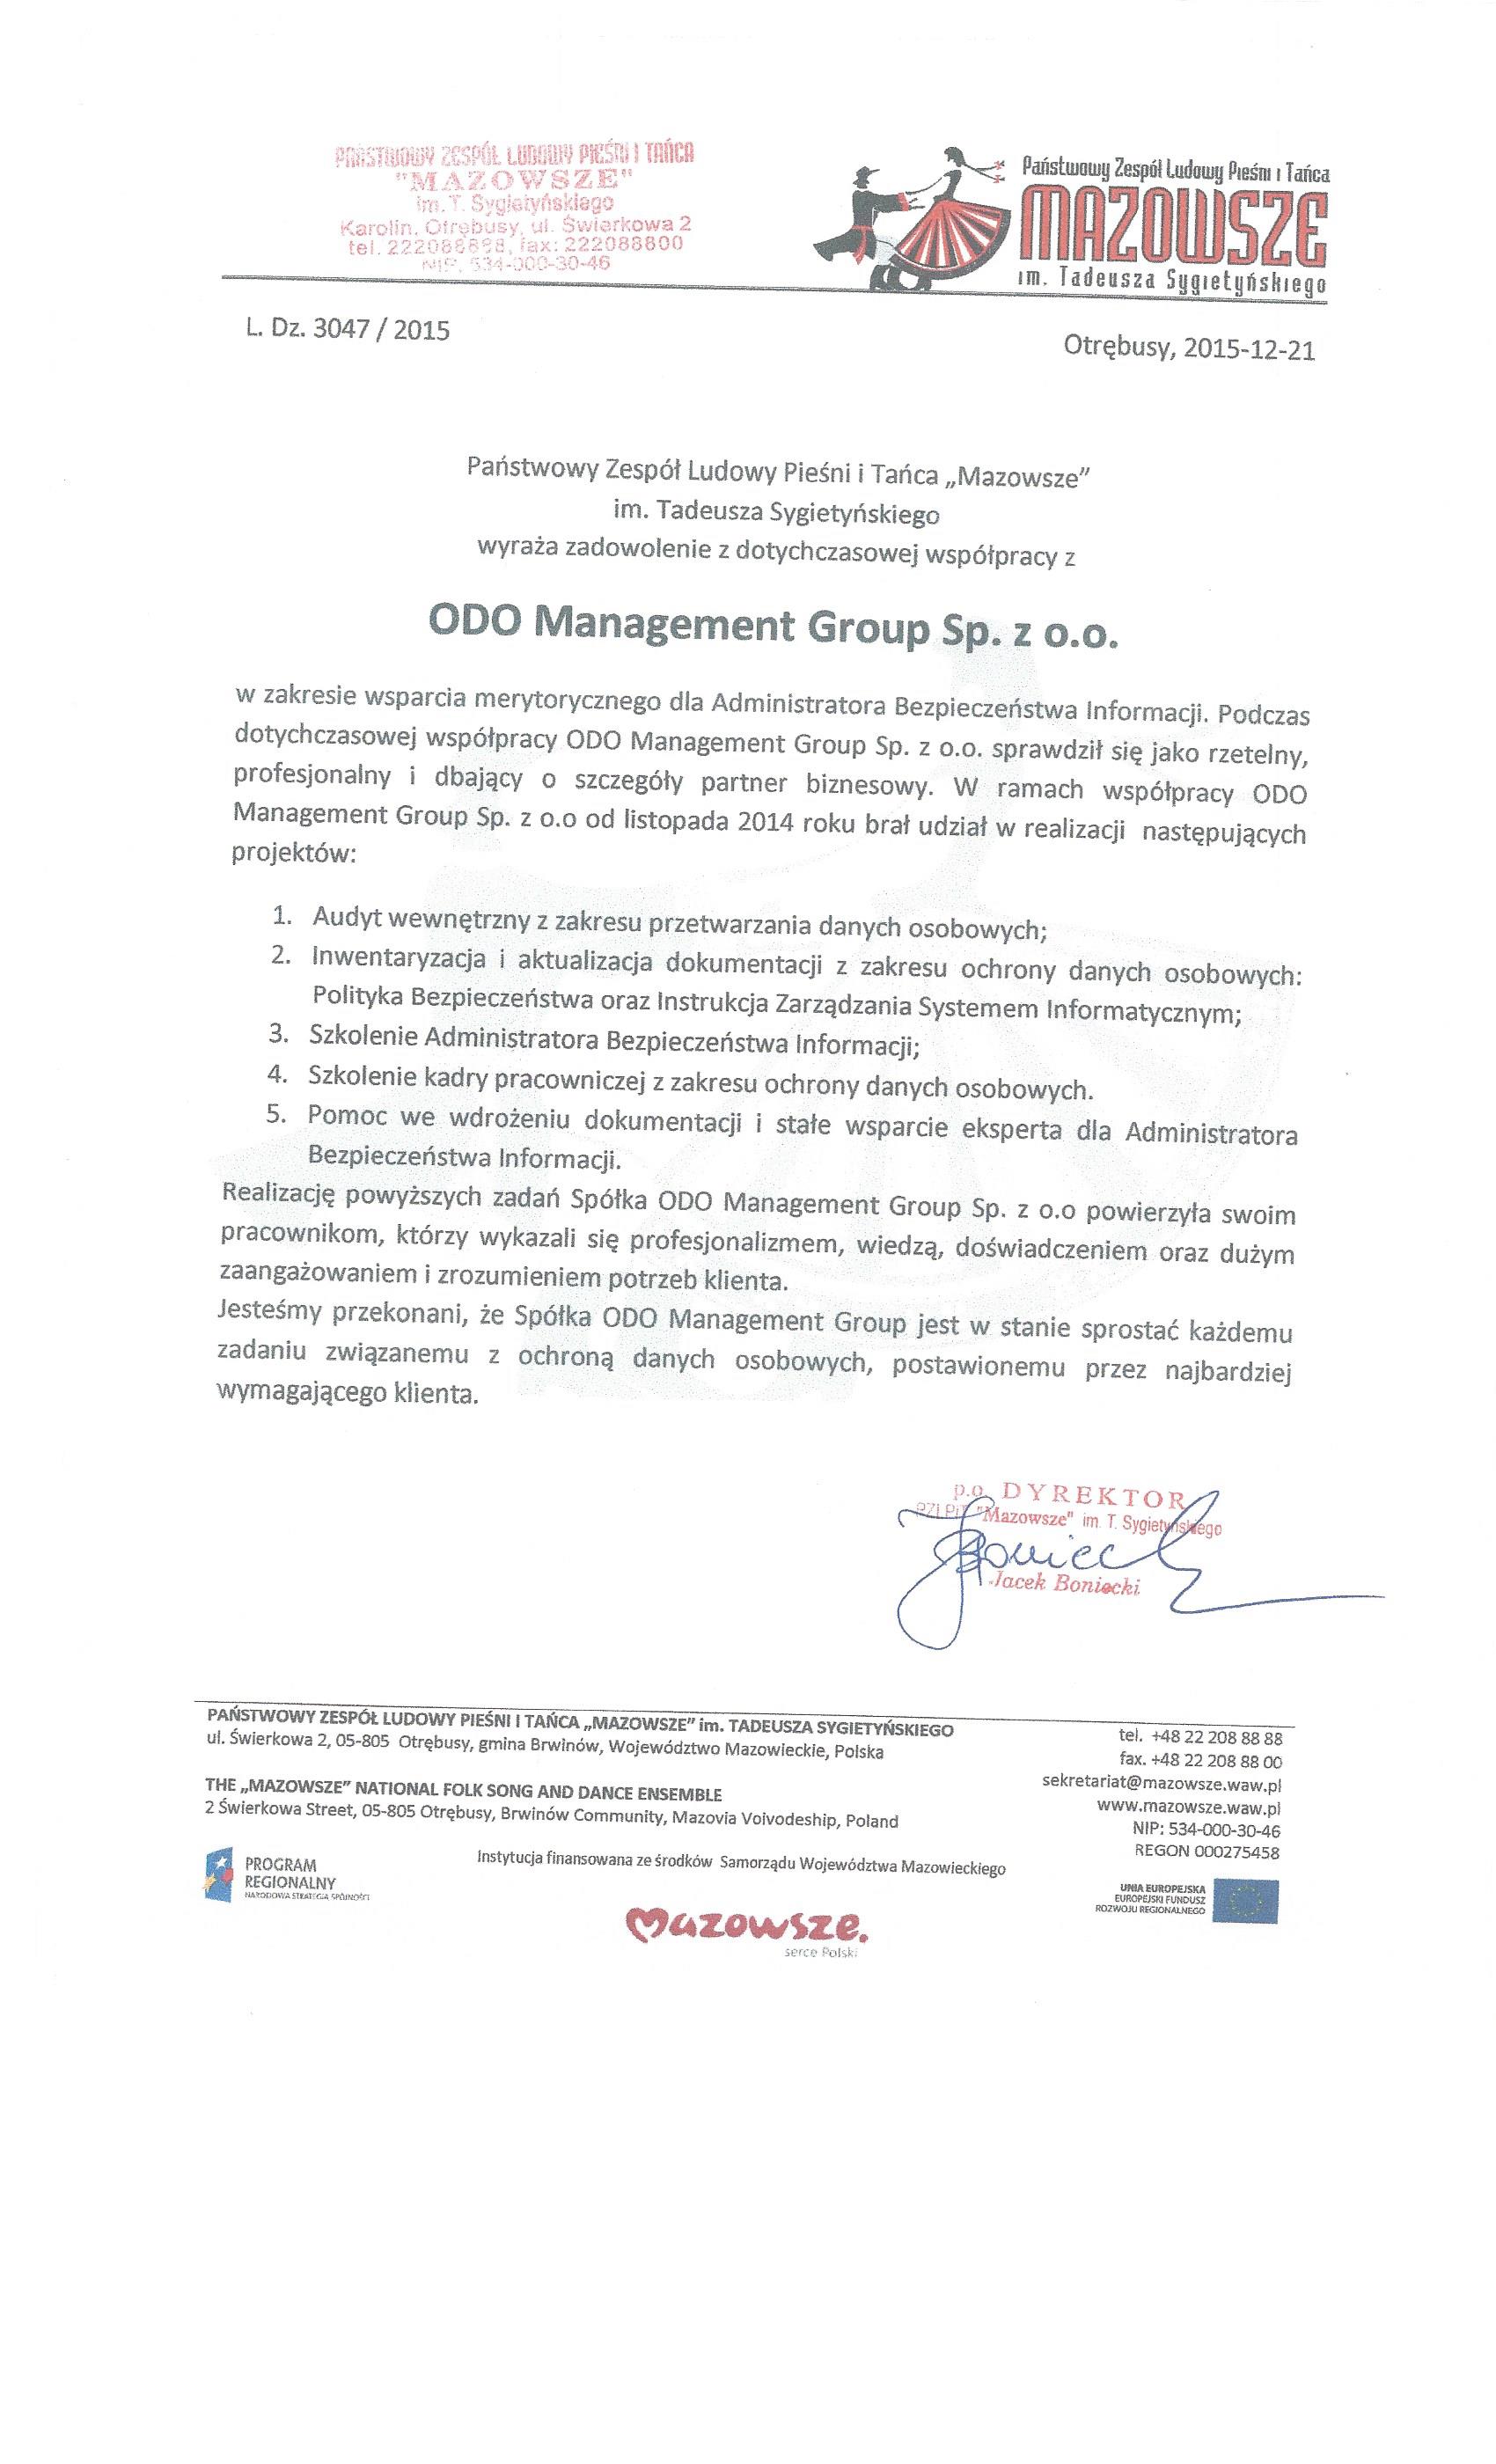 PAŃSTWOWY ZESPÓŁ LUDOWY PIEŚNI I TAŃCA
"MAZOWSZE"
im. T. Sygietyńskiego
Karolin, Otrębusy, ul. Świerkowa 2
tel. 222088888, fax: 222088800
NIP. 534-000-30-46
Państwowy Zespół Ludowy Pieśni i Tańca
MAZOWSZE
im. Tadeusza Sygietyńskiego
L. Dz. 3047 / 2015
Otrębusy, 2015-12-21
Państwowy Zespół Ludowy Pieśni i Tańca „Mazowsze”
im. Tadeusza Sygietyńskiego
wyraża zadowolenie z dotychczasowej współpracy z
ODO Management Group Sp. z o.o.
w zakresie wsparcia merytorycznego dla Administratora Bezpieczeństwa Informacji. Podczas
dotychczasowej współpracy ODO Management Group Sp. z o.o. sprawdził się jako rzetelny,
profesjonalny i dbający o szczegóły partner biznesowy. W ramach współpracy ODO
Management Group Sp. z o.o od listopada 2014 roku brał udział w realizacji następujących
projektów:
1. Audyt wewnętrzny z zakresu przetwarzania danych osobowych;
2. Inwentaryzacja i aktualizacja dokumentacji z zakresu ochrony danych osobowych:
Polityka Bezpieczeństwa oraz Instrukcja Zarządzania Systemem Informatycznym;
3. Szkolenie Administratora Bezpieczeństwa Informacji;
4. Szkolenie kadry pracowniczej z zakresu ochrony danych osobowych.
5. Pomoc we wdrożeniu dokumentacji i stałe wsparcie eksperta dla Administratora
Bezpieczeństwa Informacji.
Realizację powyższych zadań Spółka ODO Management Group Sp. z o.o powierzyła swoim
pracownikom, którzy wykazali się profesjonalizmem, wiedzą, doświadczeniem oraz dużym
zaangażowaniem i zrozumieniem potrzeb klienta.
Jesteśmy przekonani, że Spółka ODO Management Group jest w stanie sprostać każdemu
zadaniu związanemu z ochroną danych osobowych, postawionemu przez najbardziej
wymagającego klienta.
p.o. DYREKTOR
PZLPiT "Mazowsze" im. T. Sygietyńskiego
Jacek Boniecki
PAŃSTWOWY ZESPÓŁ LUDOWY PIEŚNI I TAŃCA „MAZOWSZE” im. TADEUSZA SYGIETYŃSKIEGO
ul. Świerkowa 2, 05-805 Otrębusy, gmina Brwinów, Województwo Mazowieckie, Polska
THE „MAZOWSZE” NATIONAL FOLK SONG AND DANCE ENSEMBLE
2 Świerkowa Street, 05-805 Otrębusy, Brwinów Community, Mazovia Voivodeship, Poland
tel. +48 22 208 88 88
fax. +48 22 208 88 00
sekretariat@mazowsze.waw.pl
www.mazowsze.waw.pl
NIP: 534-000-30-46
REGON 000275458
PROGRAM
REGIONALNY
NARODOWA STRATEGIA SPÓJNOŚCI
Instytucja finansowana ze środków Samorządu Województwa Mazowieckiego
mazowsze.
serce Polski
UNIA EUROPEJSKA
EUROPEJSKI FUNDUSZ
ROZWOJU REGIONALNEGO